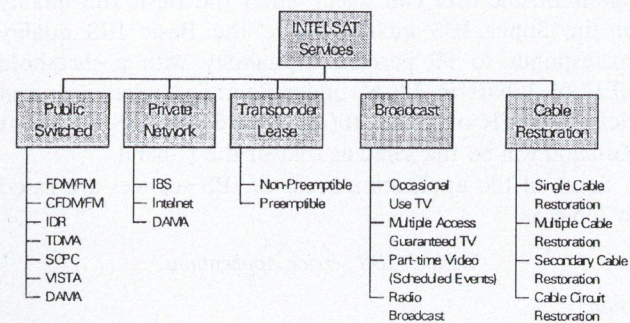 INTELSAT
Services
Public
Switched
Private
Network
Transponder
Lease
Broadcast
Cable
Restoration
FDM/FM
CFDM/FM
IDR
TDMA
SCPC
VISTA
DAMA
IBS
Intelnet
DAMA
Non-Preemptible
Preemptible
Occasional
Use TV
Multiple Access
Guaranteed TV
Part-time Video
(Scheduled Events)
Radio
Broadcast
Single Cable
Restoration
Multiple Cable
Restoration
Secondary Cable
Restoration
Cable Circuit
Restoration